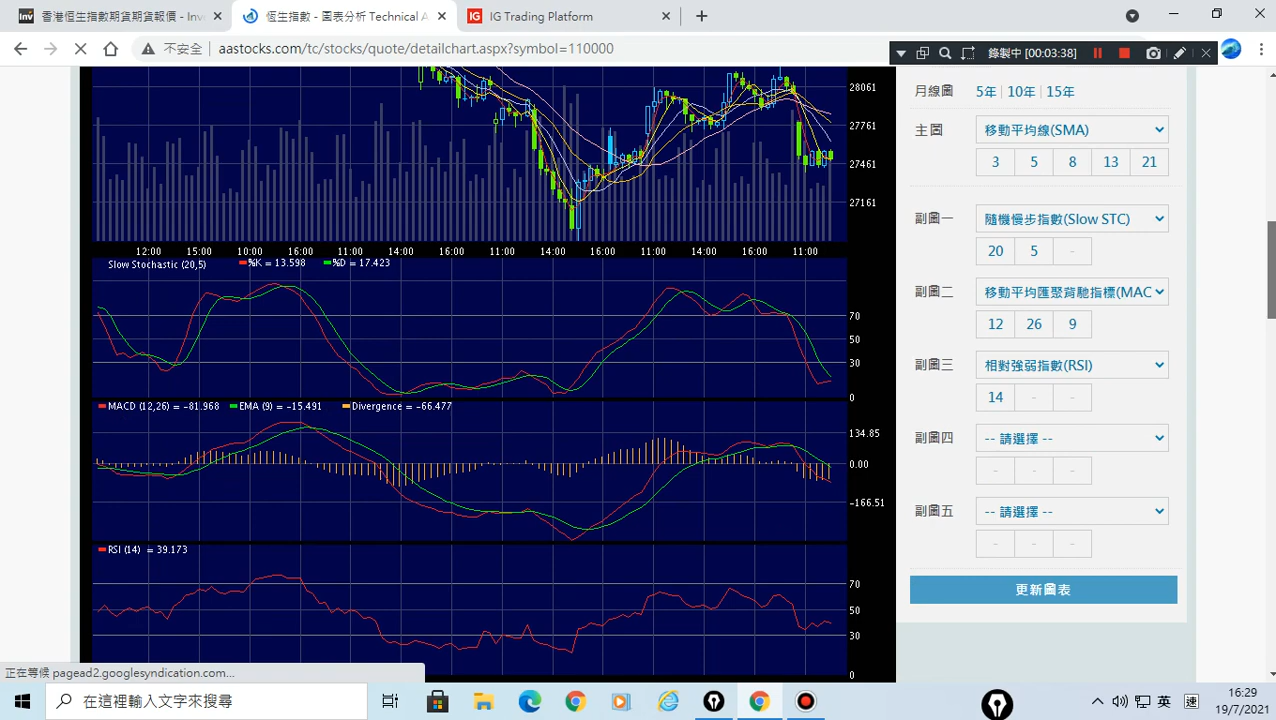 香港恆生指數期貨期貨報價 - Inv
恆生指數 - 圖表分析 Technical A
IG Trading Platform
不安全
aastocks.com/tc/stocks/quote/detailchart.aspx?symbol=110000
錄製中 [00:03:38]
28061
27761
27461
27161
12:00 15:00 10:00 16:00 11:00 14:00 16:00 11:00 14:00 16:00 11:00 14:00 16:00 11:00
Slow Stochastic (20,5) %K = 13.598 %D = 17.423
70
50
30
0
MACD (12,26) = -81.968 EMA (9) = -15.491 Divergence = -66.477
134.85
0.00
-166.51
RSI (14) = 39.173
70
50
30
0
月線圖 5年 | 10年 | 15年
主圖 移動平均線(SMA)
3 5 8 13 21
副圖一 隨機慢步指數(Slow STC)
20 5 -
副圖二 移動平均匯聚背馳指標(MAC
12 26 9
副圖三 相對強弱指數(RSI)
14 - -
副圖四 -- 請選擇 --
- - -
副圖五 -- 請選擇 --
- - -
更新圖表
正在等候 pagead2.googlesyndication.com...
在這裡輸入文字來搜尋
英
速
16:29
19/7/2021